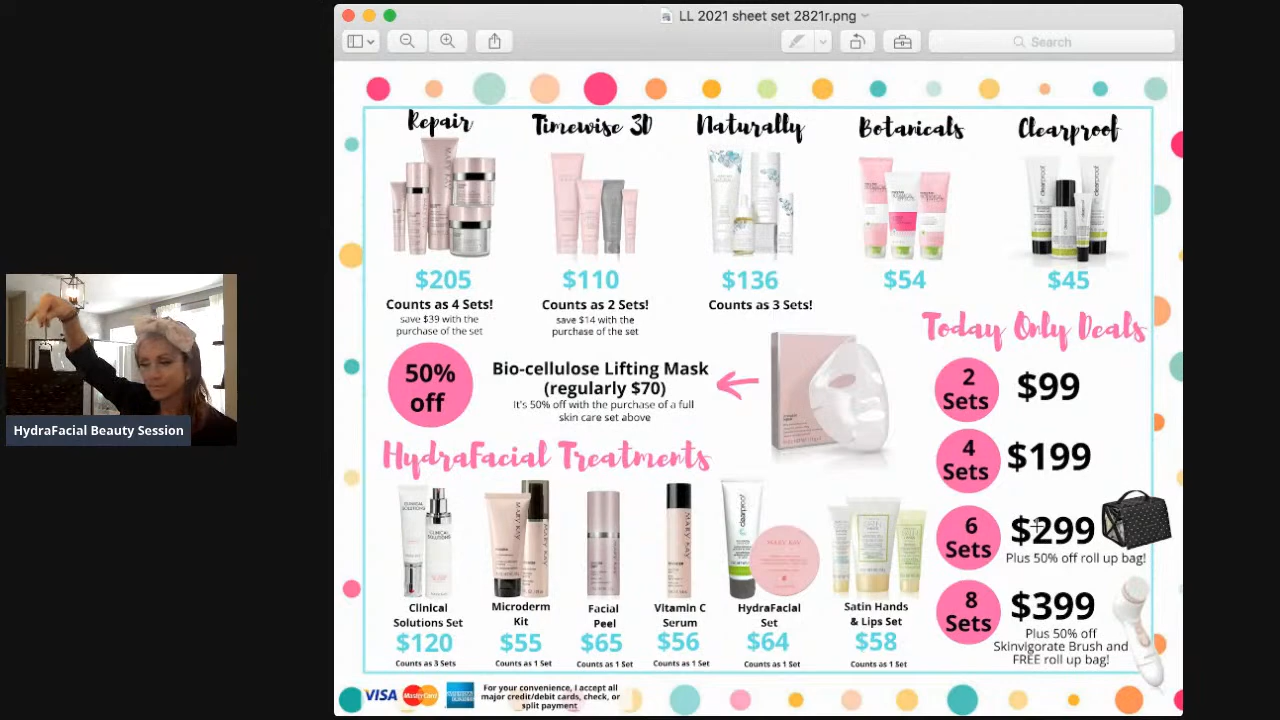 LL 2021 sheet set 2821r.png
Search
Repair
Timewise 3D
Naturally
Botanicals
Clearproof
$205
$110
$136
$54
$45
Counts as 4 Sets!
save $39 with the
purchase of the set
Counts as 2 Sets!
save $14 with the
purchase of the set
Counts as 3 Sets!
50%
off
Bio-cellulose Lifting Mask
(regularly $70)
It's 50% off with the purchase of a full
skin care set above
Today Only Deals
2
Sets
$99
4
Sets
$199
6
Sets
$299
Plus 50% off roll up bag!
8
Sets
$399
Plus 50% off
Skinvigorate Brush and
FREE roll up bag!
HydraFacial Treatments
Clinical
Solutions Set
$120
Counts as 3 Sets
Microderm
Kit
$55
Counts as 1 Set
Facial
Peel
$65
Counts as 1 Set
Vitamin C
Serum
$56
Counts as 1 Set
HydraFacial
Set
$64
Counts as 1 Set
Satin Hands
& Lips Set
$58
Counts as 1 Set
VISA
MasterCard
For your convenience, I accept all
major credit/debit cards, check, or
split payment
HydraFacial Beauty Session